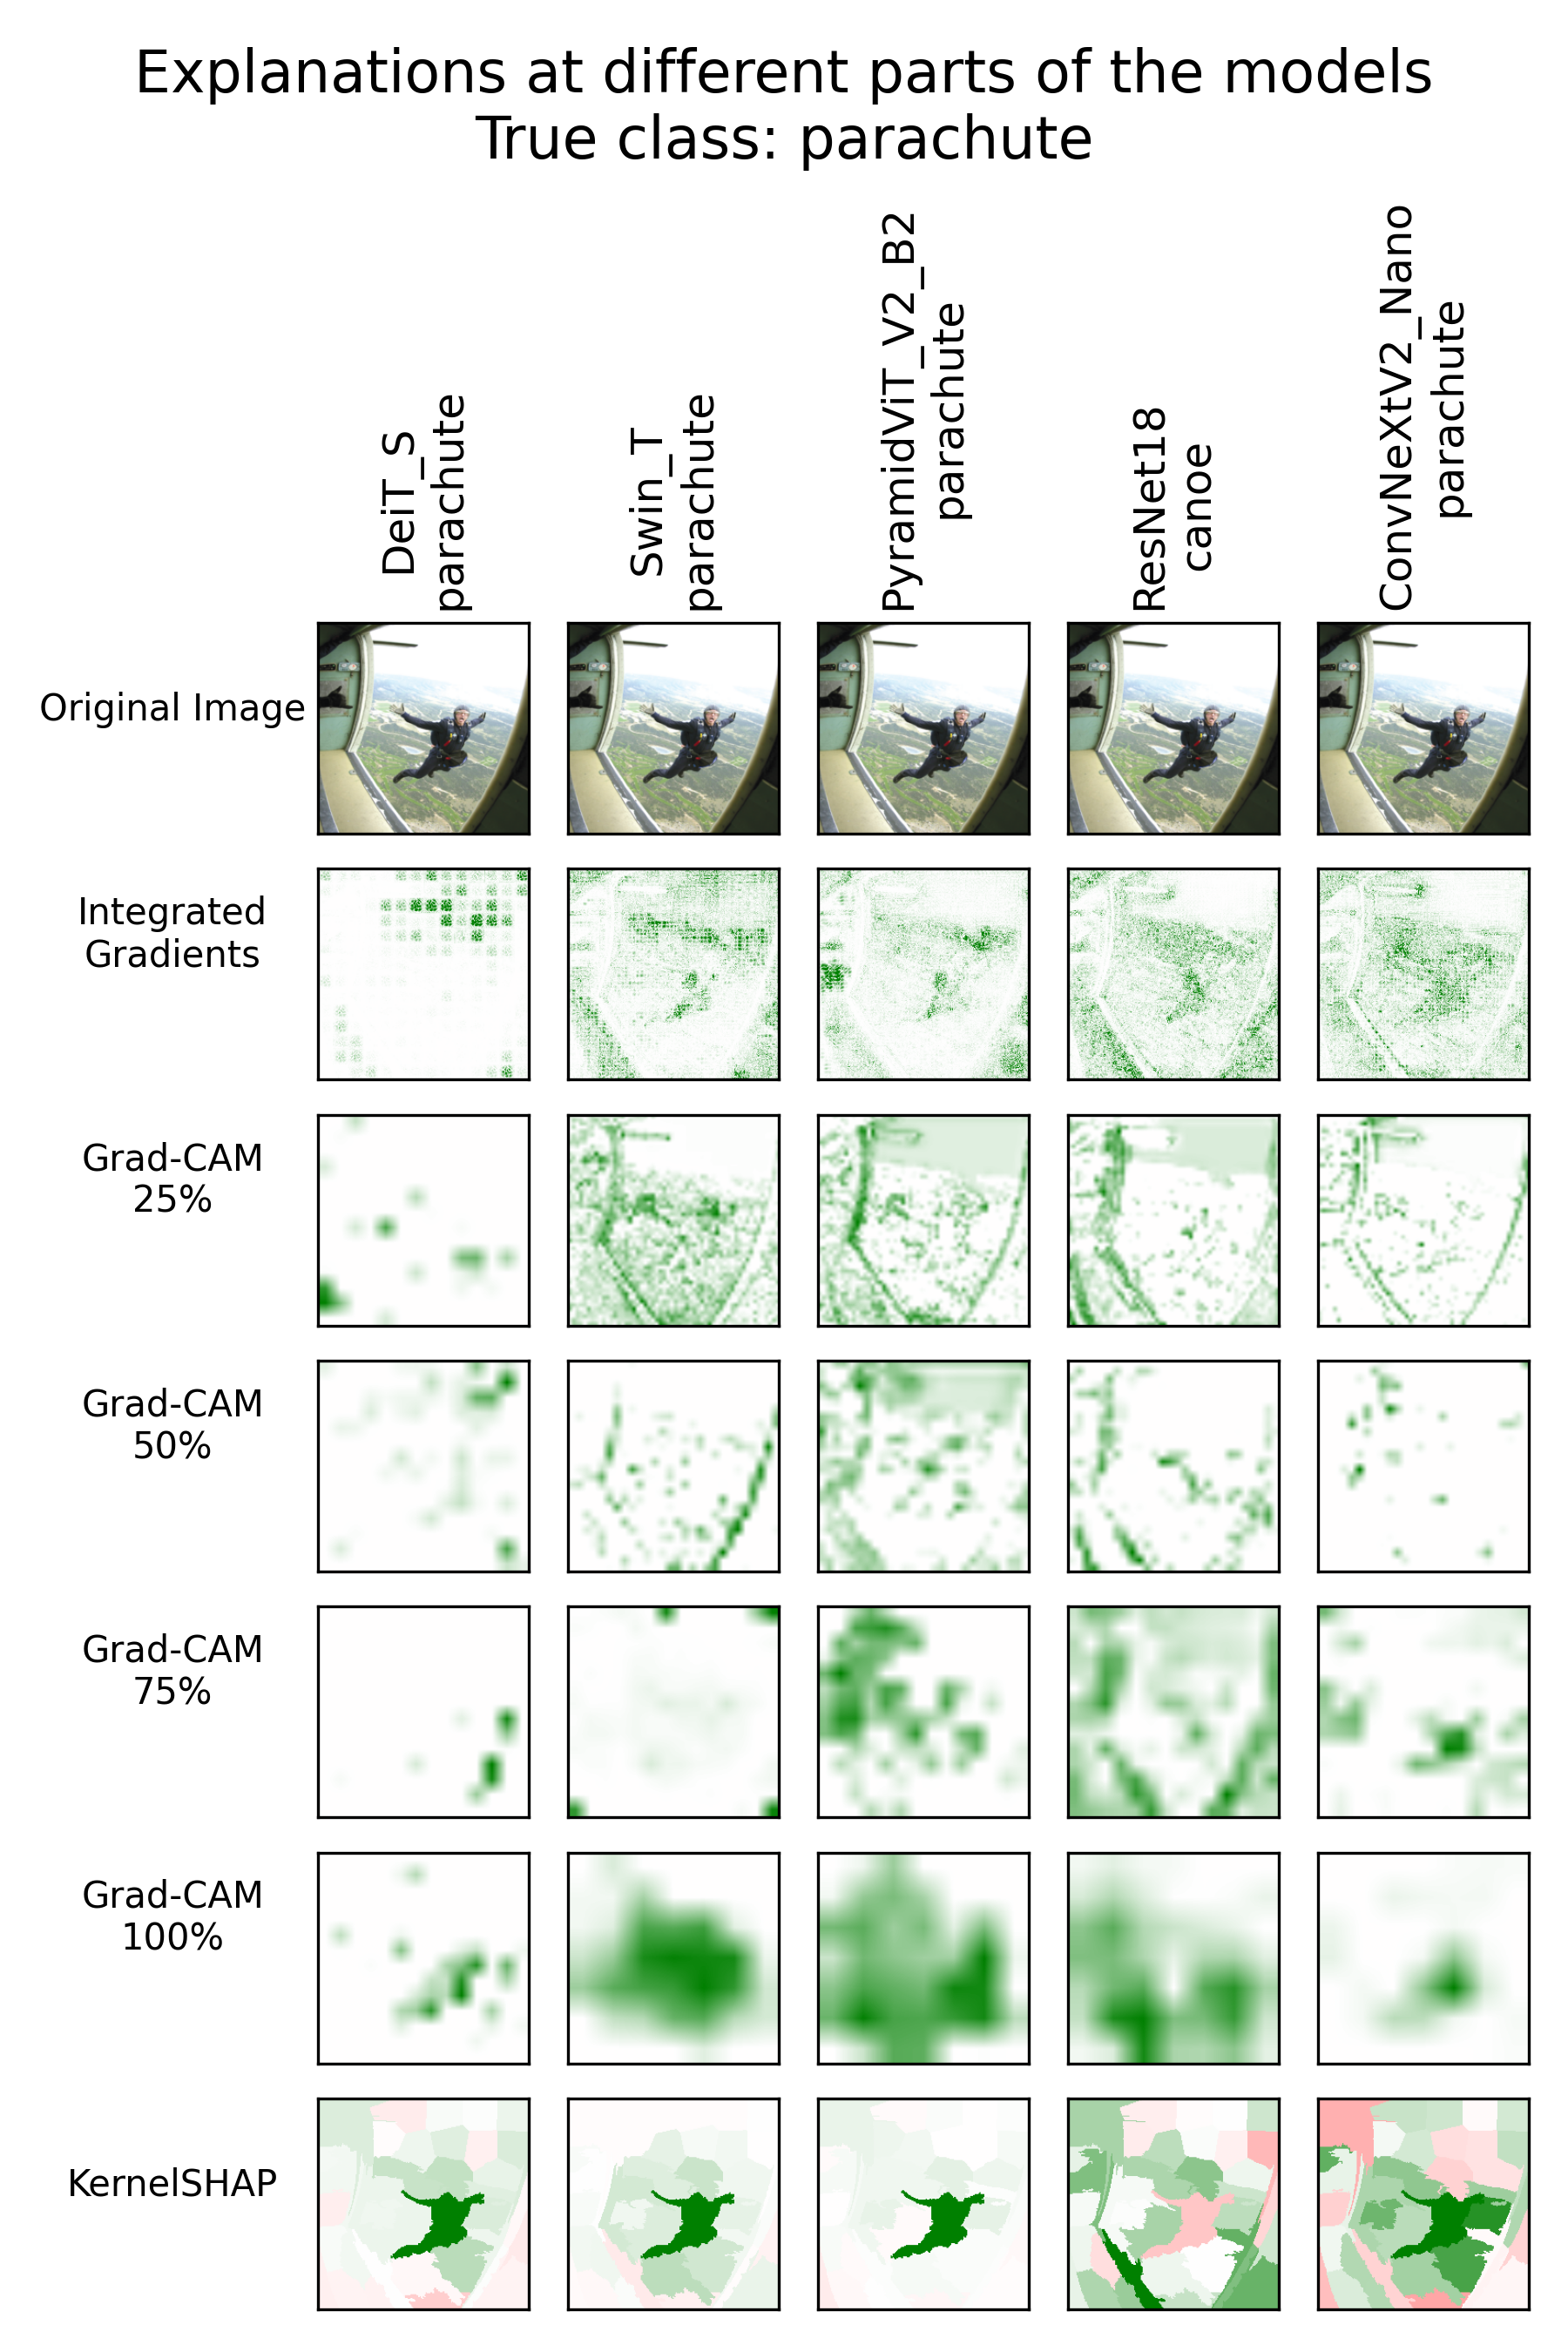 Explanations at different parts of the models
True class: parachute
DeiT_S
parachute
Swin_T
parachute
PyramidViT_V2_B2
parachute
ResNet18
canoe
ConvNeXtV2_Nano
parachute
Original Image
Integrated
Gradients
Grad-CAM
25%
Grad-CAM
50%
Grad-CAM
75%
Grad-CAM
100%
KernelSHAP